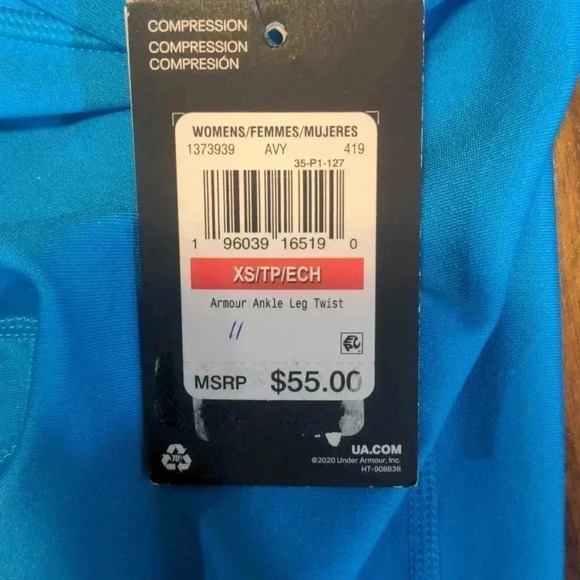 COMPRESSION
COMPRESSION
COMPRESIÓN
WOMENS/FEMMES/MUJERES
1373939 AVY 419
35-P1-127
1 96039 16519 0
XS/TP/ECH
Armour Ankle Leg Twist
11
MSRP $55.00
70%
UA.COM
©2020 Under Armour, Inc.
HT-908838